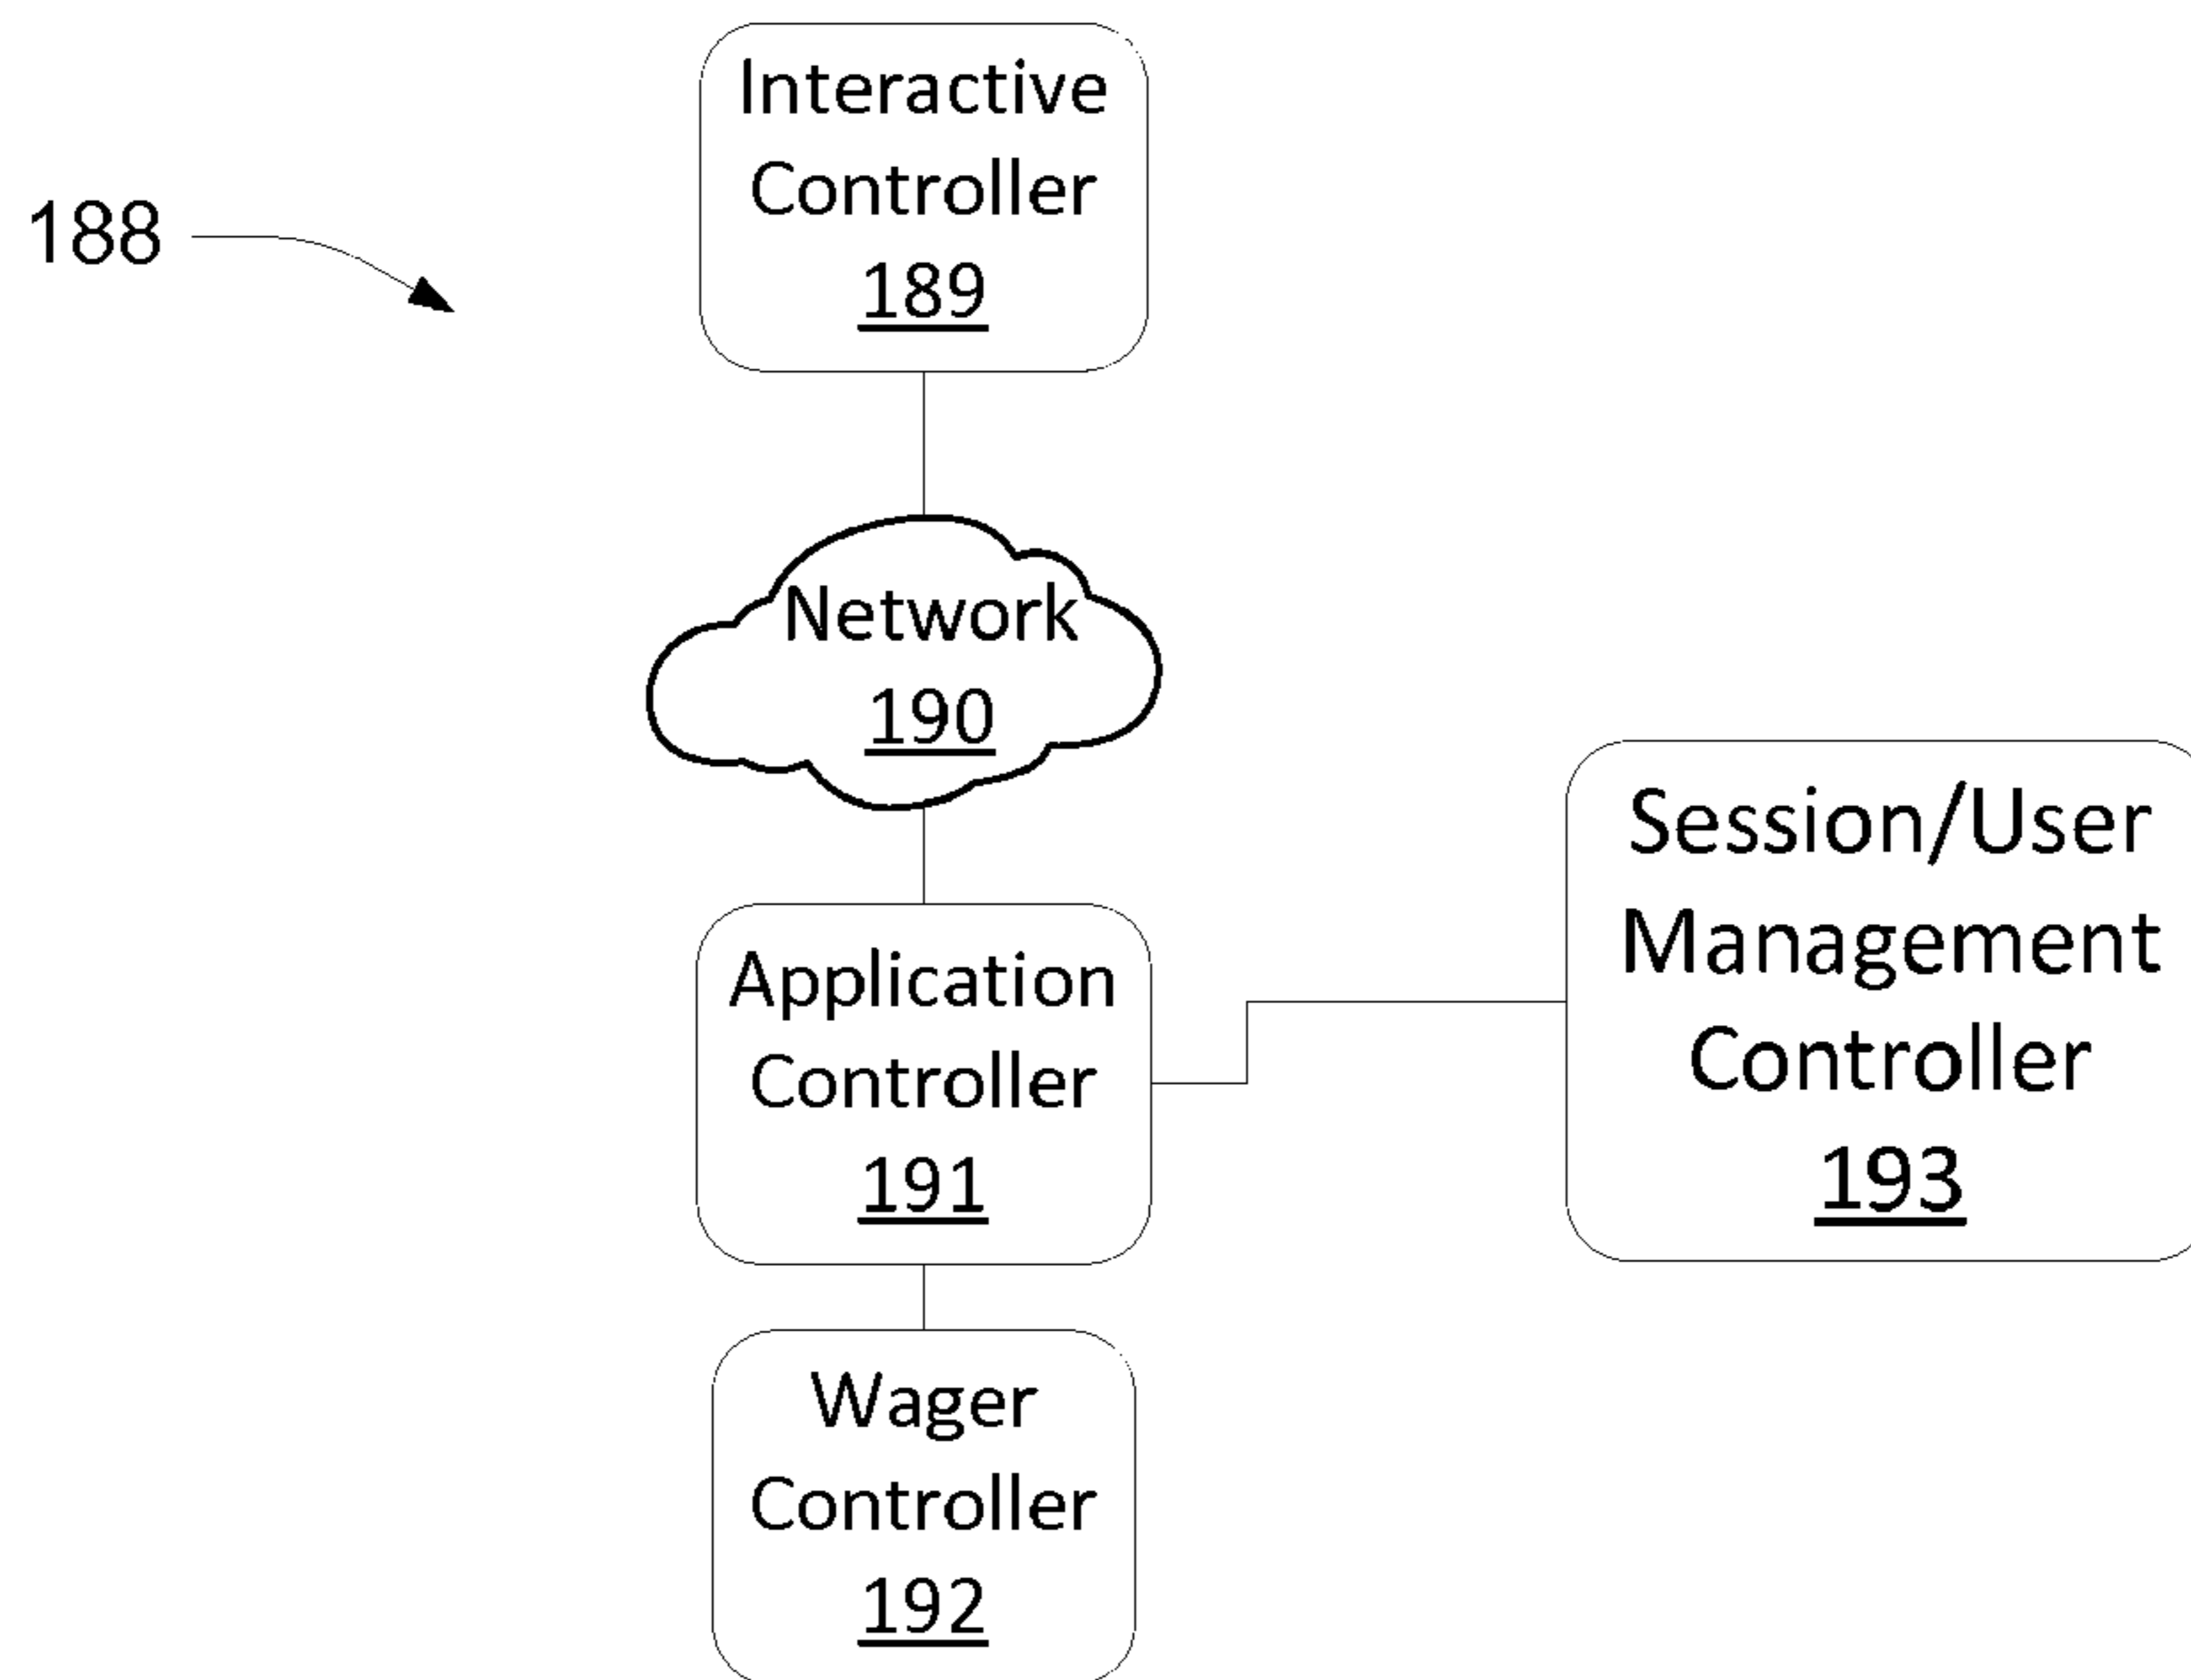 Interactive
Controller
189
188
Network
190
Application
Controller
191
Session/User
Management
Controller
193
Wager
Controller
192